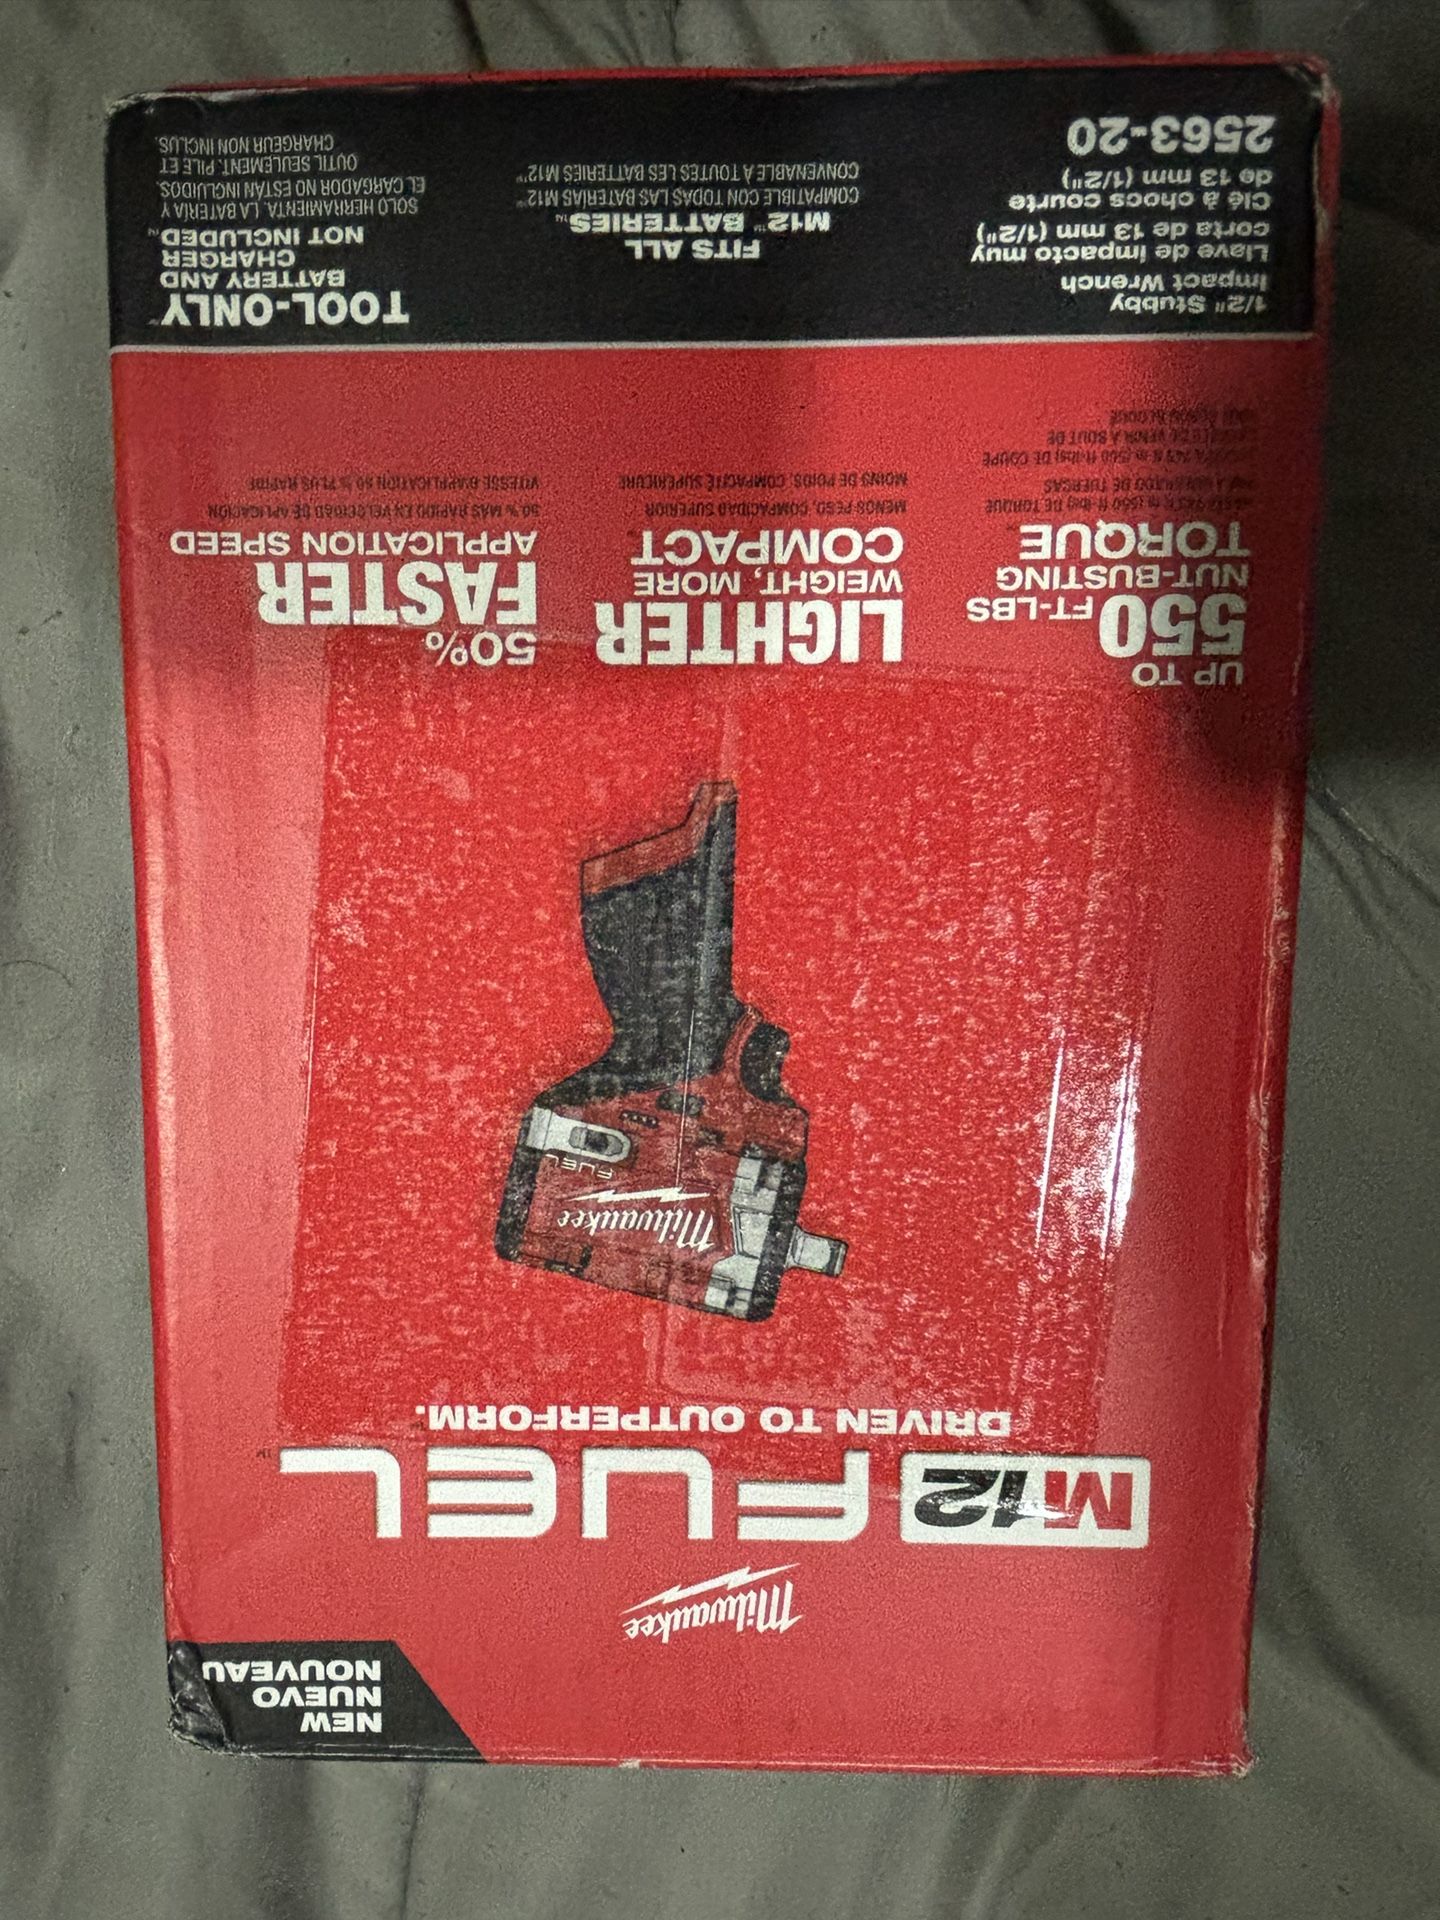 NEW
NUEVO
NOUVEAU
Milwaukee
M12 FUEL™
DRIVEN TO OUTPERFORM.™
Milwaukee
FUEL
UP TO
550 FT-LBS
NUT-BUSTING
TORQUE
LIGHTER
WEIGHT, MORE
COMPACT
MENOS PESO, COMPACIDAD SUPERIOR
MOINS DE POIDS, COMPACITÉ SUPÉRIEURE
50%
FASTER
APPLICATION SPEED
50 % MÁS RÁPIDO EN VELOCIDAD DE APLICACIÓN
VITESSE D'APPLICATION 50 % PLUS RAPIDE
1/2" Stubby
Impact Wrench
Llave de impacto muy
corta de 13 mm (1/2")
Clé à chocs courte
de 13 mm (1/2")
2563-20
FITS ALL
M12™ BATTERIES™
COMPATIBLE CON TODAS LAS BATERÍAS M12™
CONVENABLE À TOUTES LES BATTERIES M12™
TOOL-ONLY™
BATTERY AND
CHARGER
NOT INCLUDED™
SOLO HERRAMIENTA. LA BATERÍA Y
EL CARGADOR NO ESTÁN INCLUIDOS.
OUTIL SEULEMENT. PILE ET
CHARGEUR NON INCLUS.